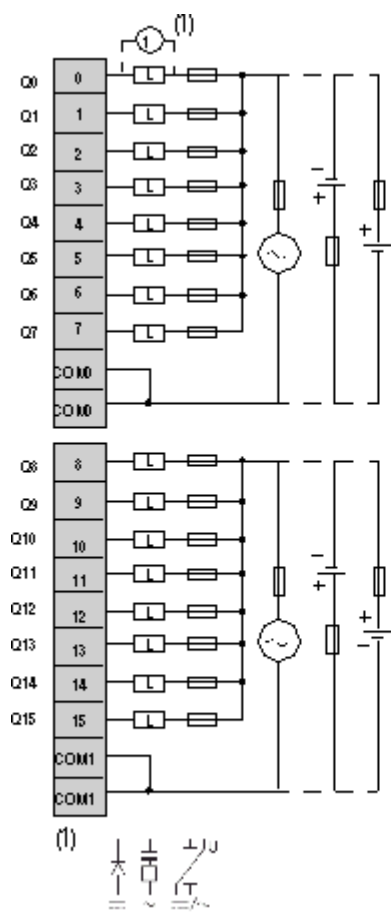 (1)
1
Q0 0 L
Q1 1 L
Q2 2 L
Q3 3 L
Q4 4 L
Q5 5 L
Q6 6 L
Q7 7 L
COM0
COM0
− + + −
Q8 8 L
Q9 9 L
Q10 10 L
Q11 11 L
Q12 12 L
Q13 13 L
Q14 14 L
Q15 15 L
COM1
COM1
− + + −
(1)
U